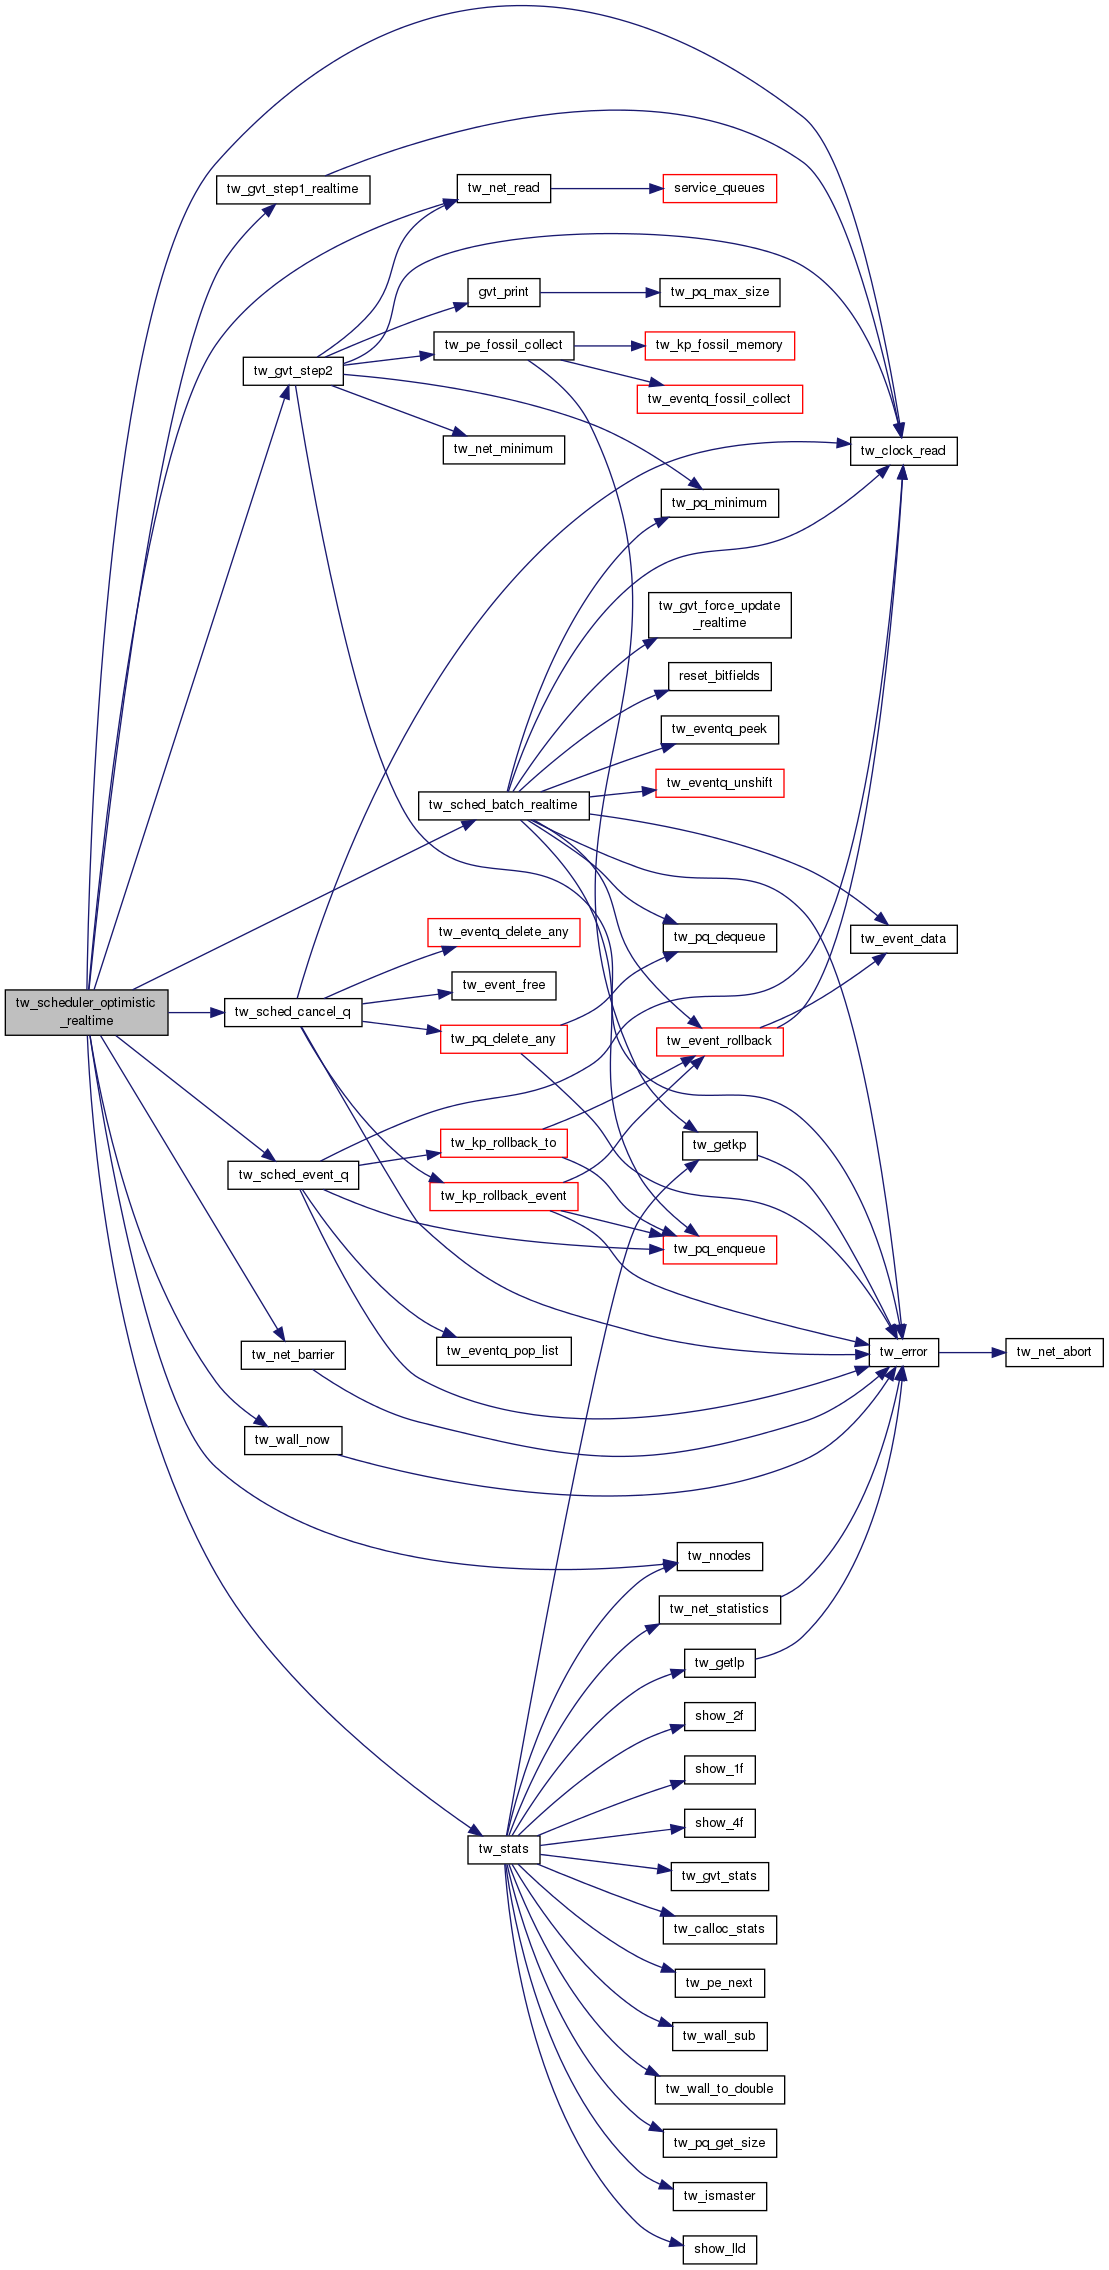 tw_gvt_step1_realtime
tw_net_read
service_queues
gvt_print
tw_pq_max_size
tw_pe_fossil_collect
tw_kp_fossil_memory
tw_gvt_step2
tw_eventq_fossil_collect
tw_net_minimum
tw_clock_read
tw_pq_minimum
tw_gvt_force_update
_realtime
reset_bitfields
tw_eventq_peek
tw_eventq_unshift
tw_sched_batch_realtime
tw_eventq_delete_any
tw_pq_dequeue
tw_event_data
tw_event_free
tw_scheduler_optimistic
_realtime
tw_sched_cancel_q
tw_pq_delete_any
tw_event_rollback
tw_kp_rollback_to
tw_getkp
tw_sched_event_q
tw_kp_rollback_event
tw_pq_enqueue
tw_net_barrier
tw_eventq_pop_list
tw_error
tw_net_abort
tw_wall_now
tw_nnodes
tw_net_statistics
tw_getlp
show_2f
show_1f
show_4f
tw_stats
tw_gvt_stats
tw_calloc_stats
tw_pe_next
tw_wall_sub
tw_wall_to_double
tw_pq_get_size
tw_ismaster
show_lld